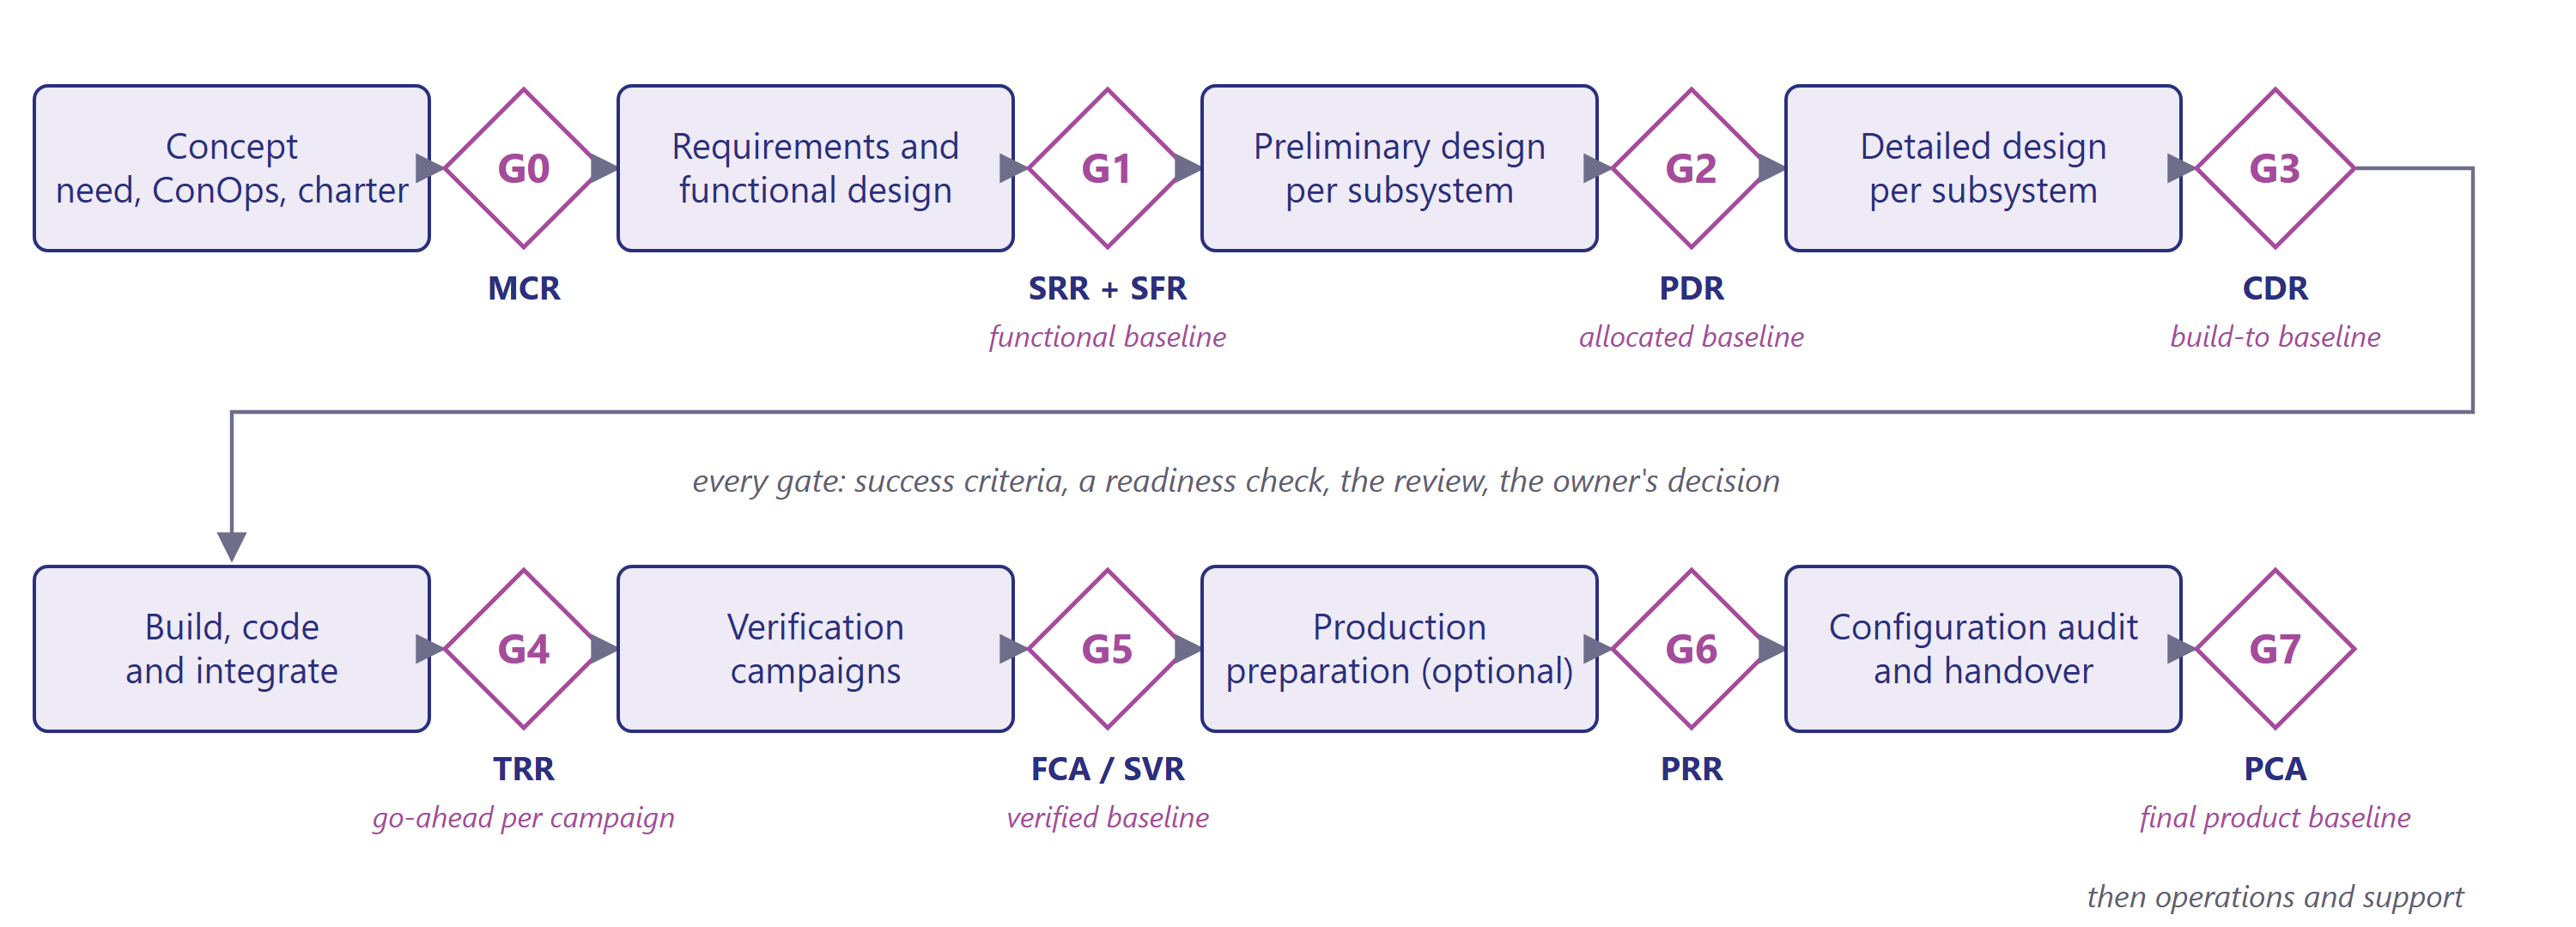 Concept
need, ConOps, charter
G0
Requirements and
functional design
G1
Preliminary design
per subsystem
G2
Detailed design
per subsystem
G3
MCR
SRR + SFR
functional baseline
PDR
allocated baseline
CDR
build-to baseline
every gate: success criteria, a readiness check, the review, the owner's decision
Build, code
and integrate
G4
Verification
campaigns
G5
Production
preparation (optional)
G6
Configuration audit
and handover
G7
TRR
go-ahead per campaign
FCA / SVR
verified baseline
PRR
PCA
final product baseline
then operations and support